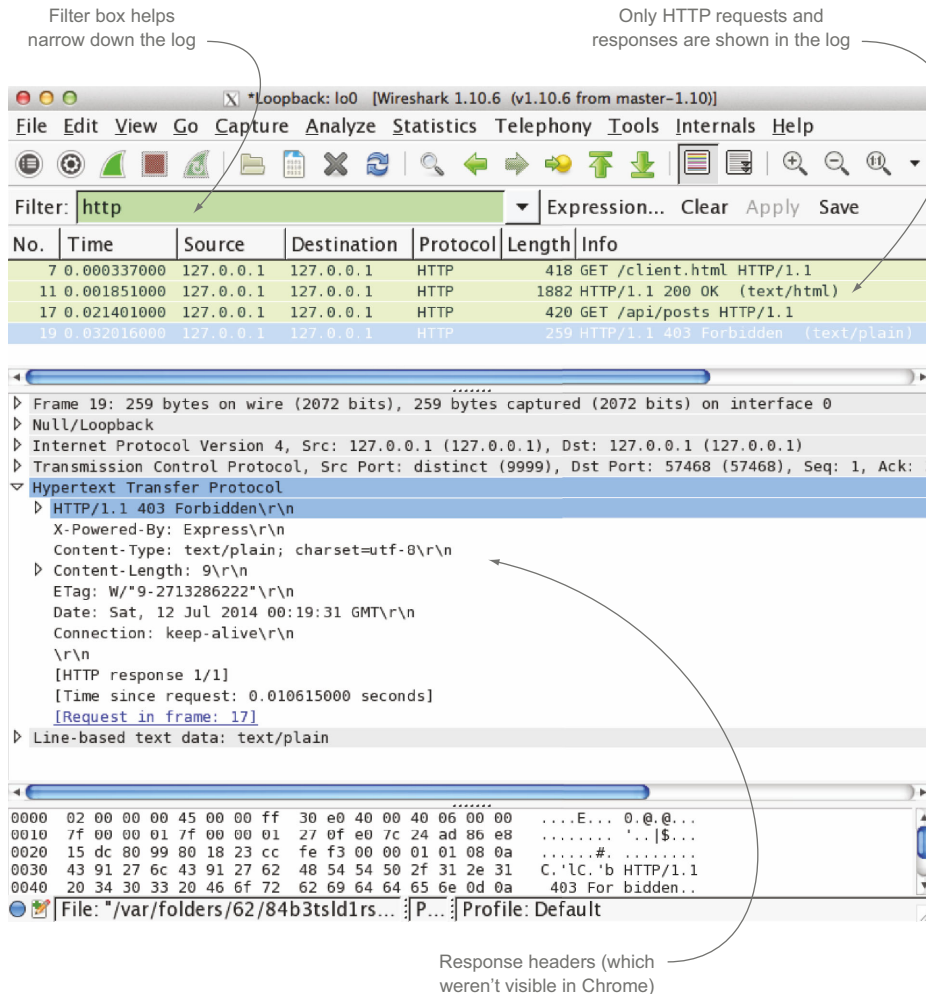 Filter box helps
narrow down the log
Only HTTP requests and
responses are shown in the log
*Loopback: lo0 [Wireshark 1.10.6 (v1.10.6 from master-1.10)]
File Edit View Go Capture Analyze Statistics Telephony Tools Internals Help
Filter: http Expression... Clear Apply Save
No. Time Source Destination Protocol Length Info
7 0.000337000 127.0.0.1 127.0.0.1 HTTP 418 GET /client.html HTTP/1.1
11 0.001851000 127.0.0.1 127.0.0.1 HTTP 1882 HTTP/1.1 200 OK (text/html)
17 0.021401000 127.0.0.1 127.0.0.1 HTTP 420 GET /api/posts HTTP/1.1
19 0.032016000 127.0.0.1 127.0.0.1 HTTP 259 HTTP/1.1 403 Forbidden (text/plain)
Frame 19: 259 bytes on wire (2072 bits), 259 bytes captured (2072 bits) on interface 0
Null/Loopback
Internet Protocol Version 4, Src: 127.0.0.1 (127.0.0.1), Dst: 127.0.0.1 (127.0.0.1)
Transmission Control Protocol, Src Port: distinct (9999), Dst Port: 57468 (57468), Seq: 1, Ack:
Hypertext Transfer Protocol
HTTP/1.1 403 Forbidden\r\n
X-Powered-By: Express\r\n
Content-Type: text/plain; charset=utf-8\r\n
Content-Length: 9\r\n
ETag: W/"9-2713286222"\r\n
Date: Sat, 12 Jul 2014 00:19:31 GMT\r\n
Connection: keep-alive\r\n
\r\n
[HTTP response 1/1]
[Time since request: 0.010615000 seconds]
[Request in frame: 17]
Line-based text data: text/plain
0000 02 00 00 00 45 00 00 ff 30 e0 40 00 40 06 00 00 ....E... 0.@.@...
0010 7f 00 00 01 7f 00 00 01 27 0f e0 7c 24 ad 86 e8 ........ '..|$...
0020 15 dc 80 99 80 18 23 cc fe f3 00 00 01 01 08 0a ......#. ........
0030 43 91 27 6c 43 91 27 62 48 54 54 50 2f 31 2e 31 C.'lC.'b HTTP/1.1
0040 20 34 30 33 20 46 6f 72 62 69 64 64 65 6e 0d 0a 403 For bidden..
File: "/var/folders/62/84b3tsld1rs... P... Profile: Default
Response headers (which
weren't visible in Chrome)